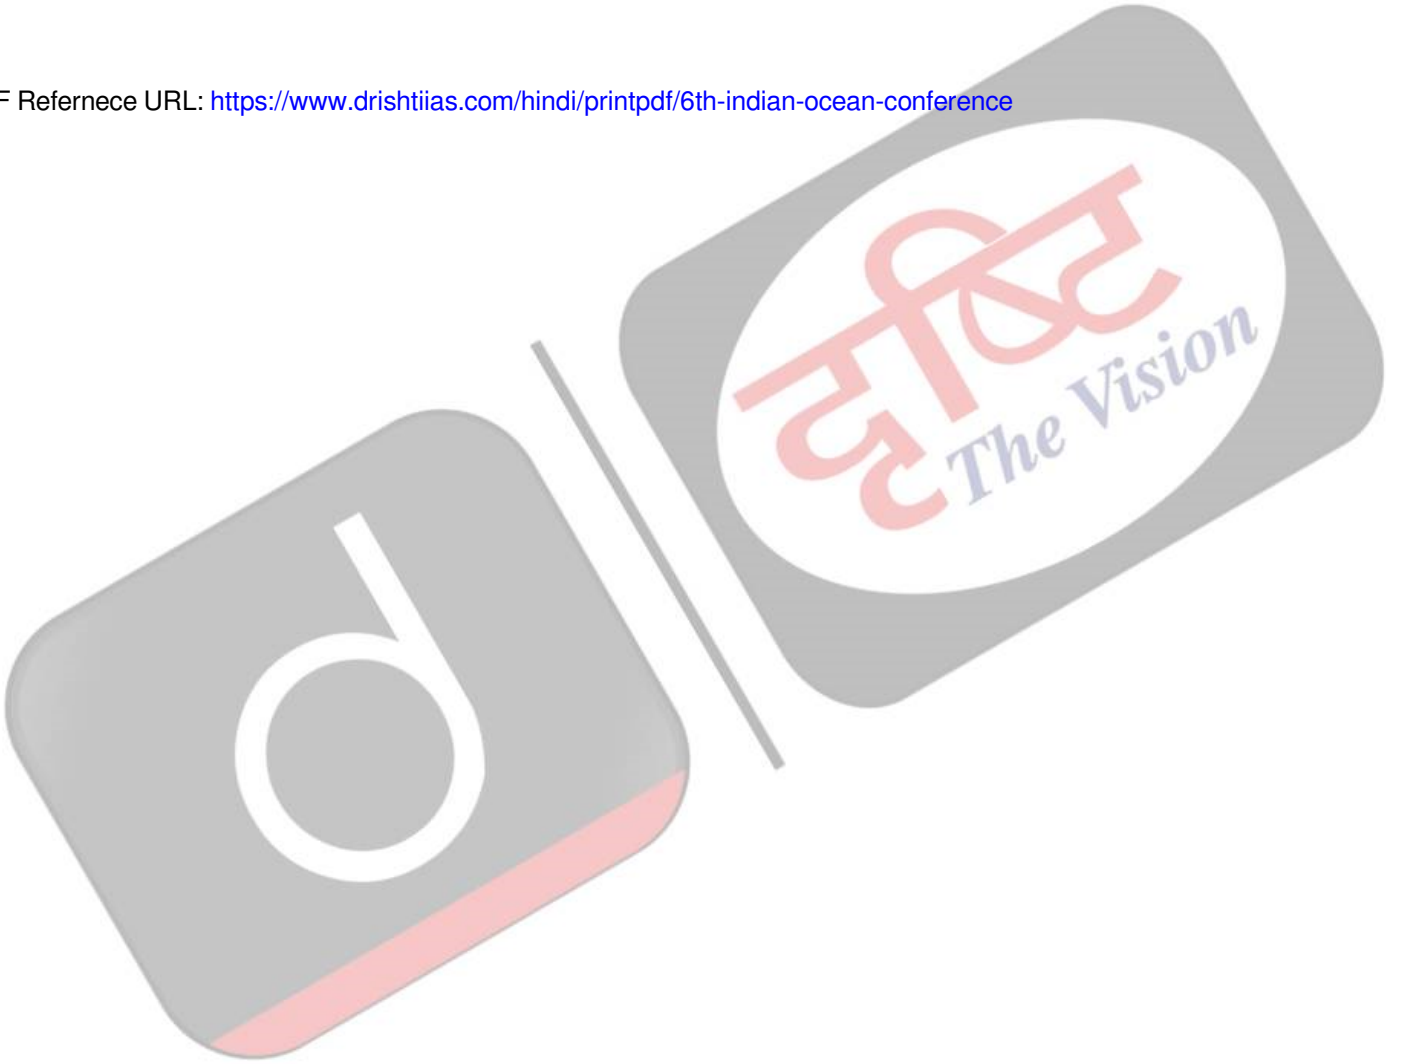 F Refernece URL: https://www.drishtiias.com/hindi/printpdf/6th-indian-ocean-conference
दृष्टि
The Vision
d